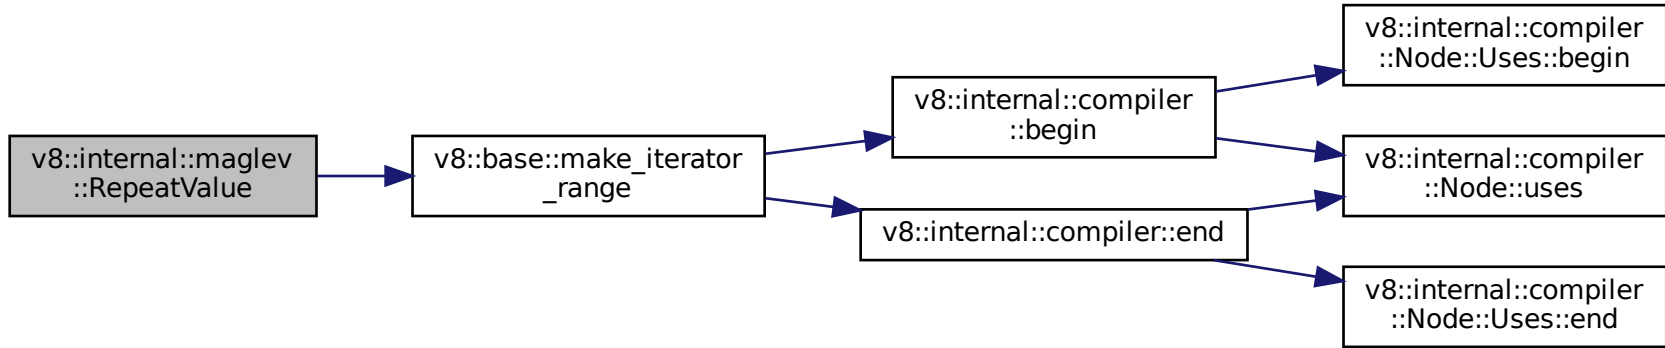 v8::internal::maglev
::RepeatValue
v8::base::make_iterator
_range
v8::internal::compiler
::begin
v8::internal::compiler::end
v8::internal::compiler
::Node::Uses::begin
v8::internal::compiler
::Node::uses
v8::internal::compiler
::Node::Uses::end